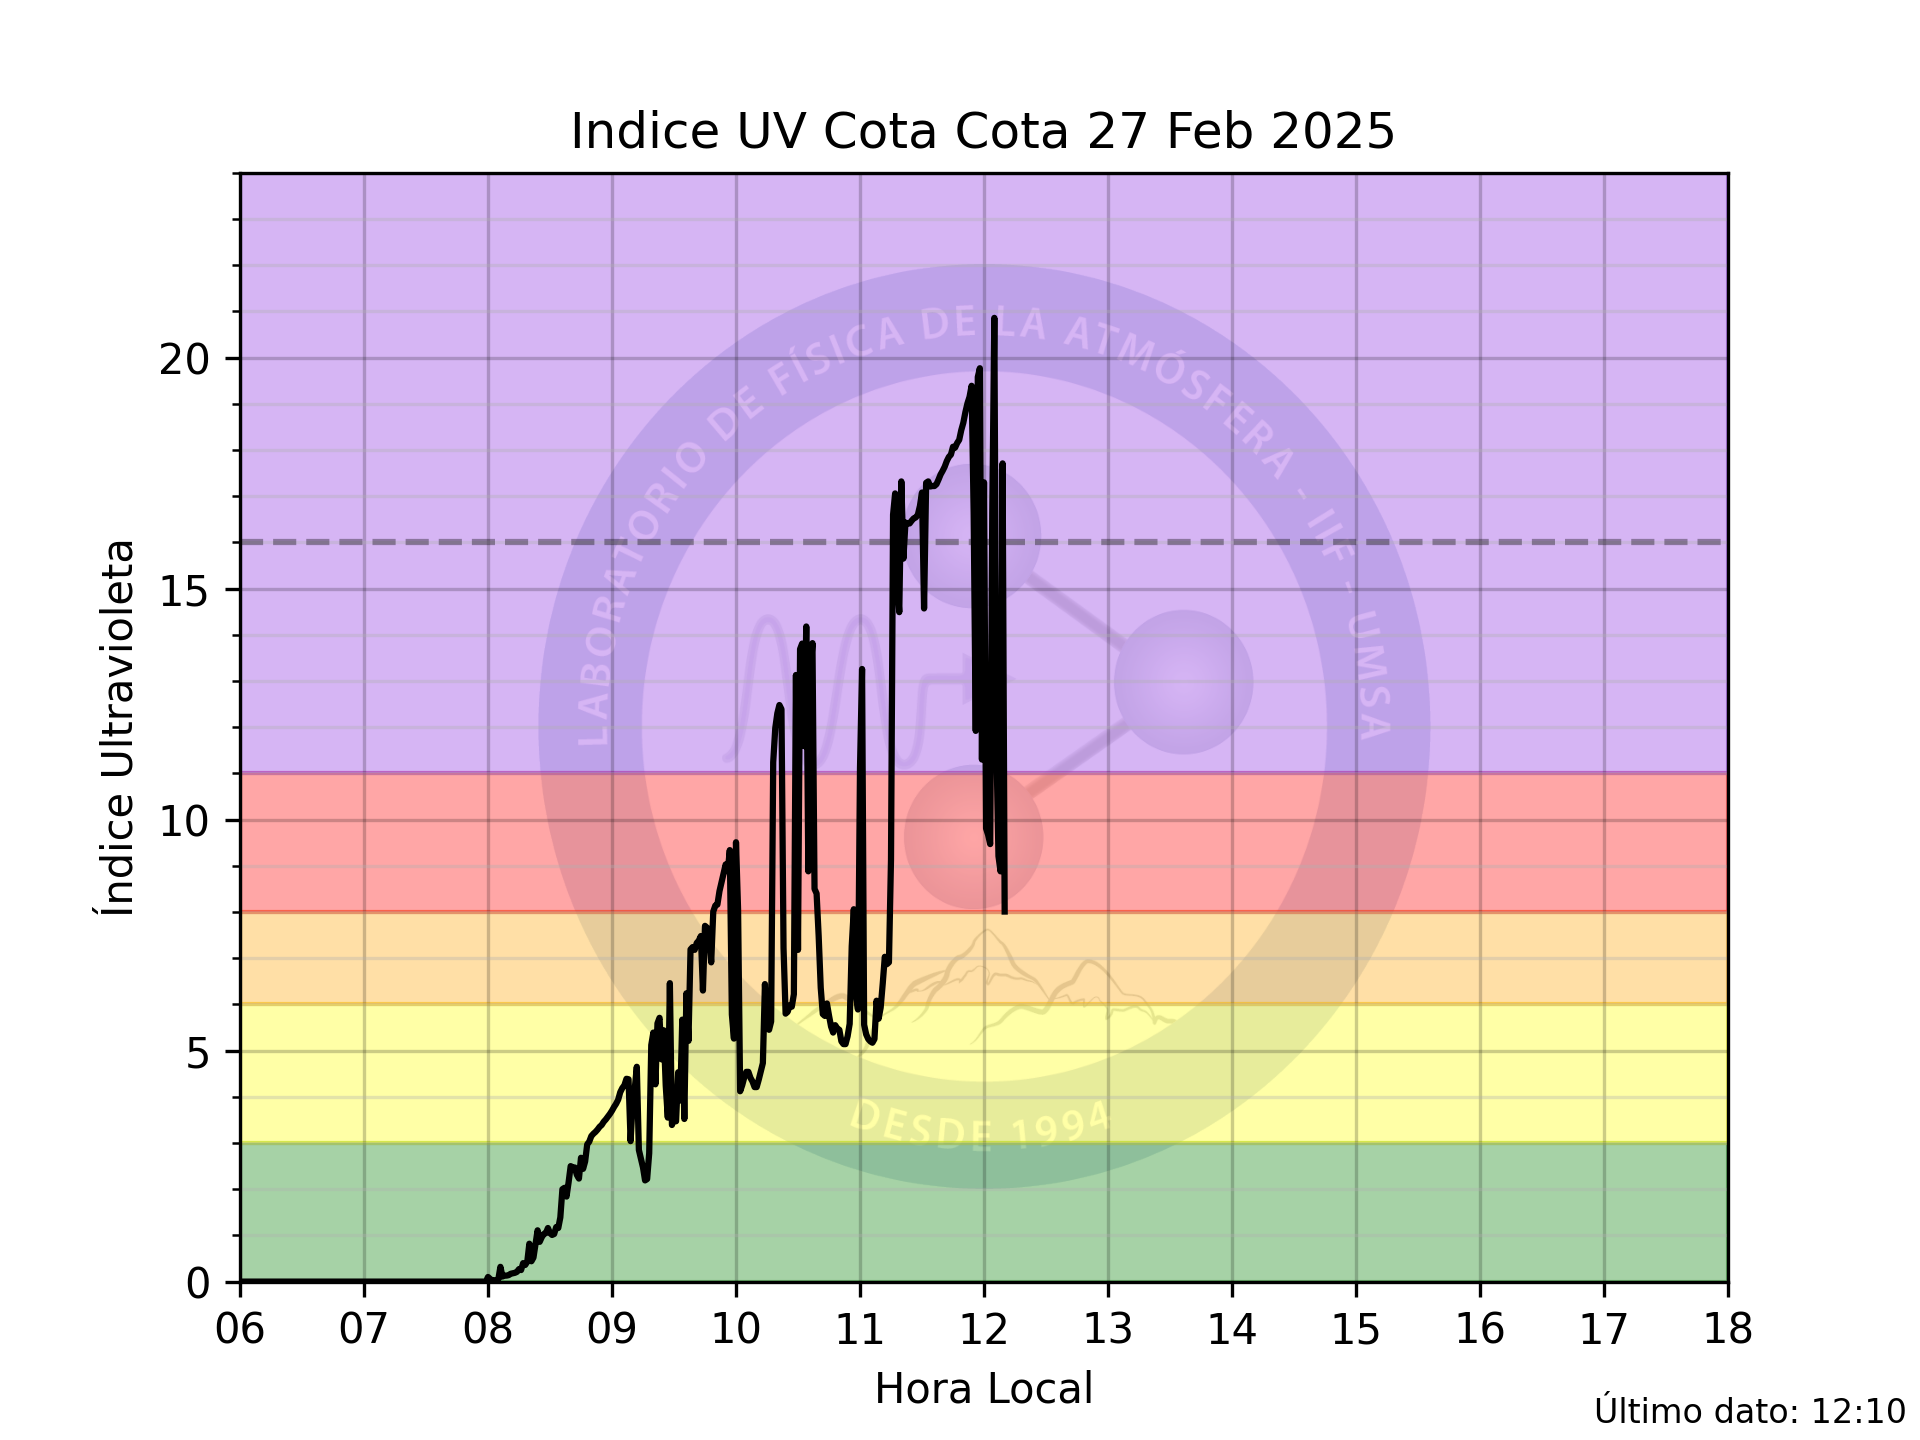 Indice UV Cota Cota 27 Feb 2025
Índice Ultravioleta
20
15
10
5
0
LABORATORIO DE FÍSICA DE LA ATMÓSFERA - IIF - UMSA
DESDE 1994
06 07 08 09 10 11 12 13 14 15 16 17 18
Hora Local
Último dato: 12:10